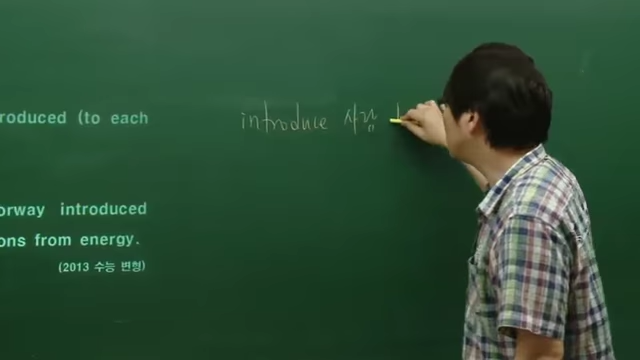 roduced (to each
introduce 사람
orway introduced
ons from energy.
(2013 수능 변형)